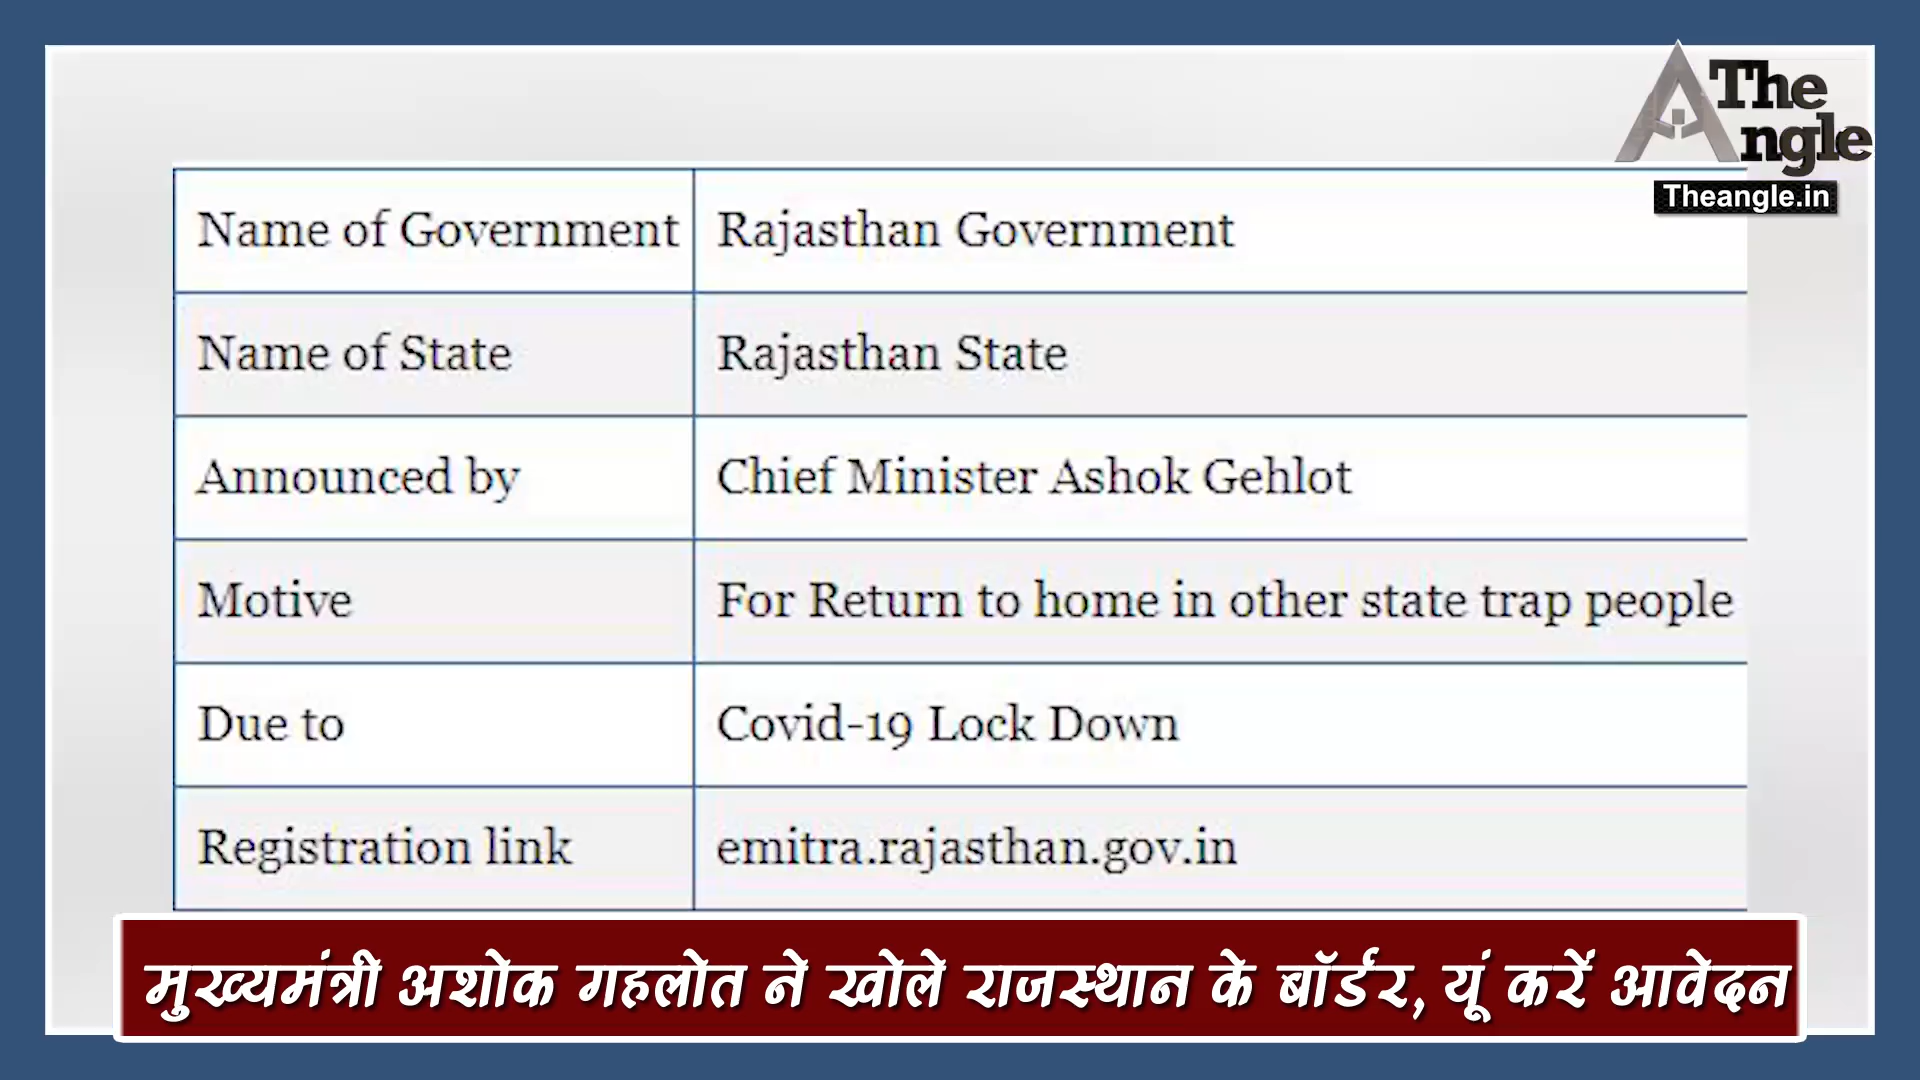 The
Angle
Theangle.in
Name of Government Rajasthan Government
Name of State Rajasthan State
Announced by Chief Minister Ashok Gehlot
Motive For Return to home in other state trap people
Due to Covid-19 Lock Down
Registration link emitra.rajasthan.gov.in
मुख्यमंत्री अशोक गहलोत ने खोले राजस्थान के बॉर्डर, यूं करें आवेदन